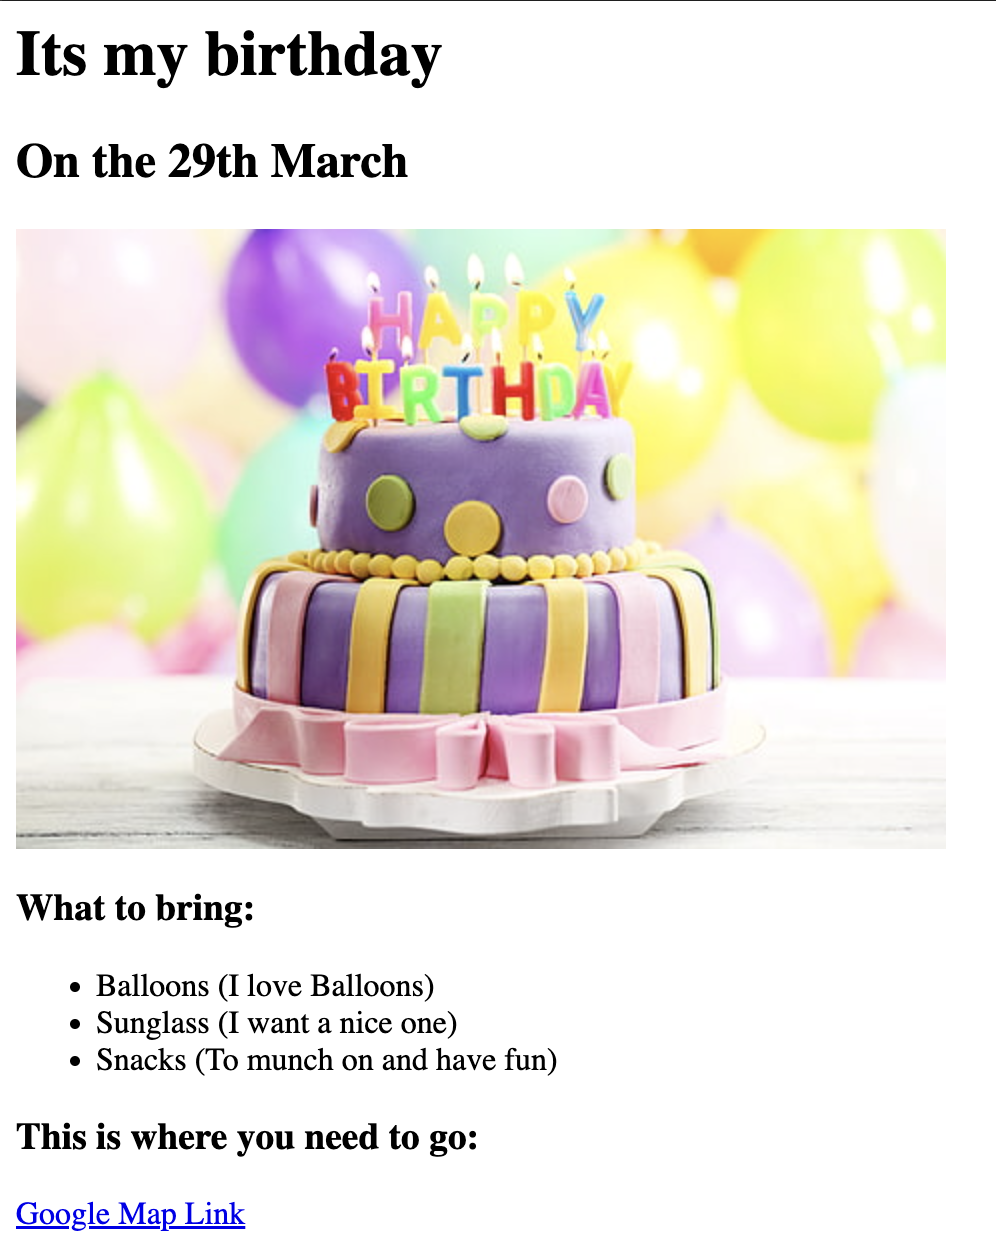 Its my birthday
On the 29th March
HAPPY
BIRTHDAY
What to bring:
Balloons (I love Balloons)
Sunglass (I want a nice one)
Snacks (To munch on and have fun)
This is where you need to go:
Google Map Link